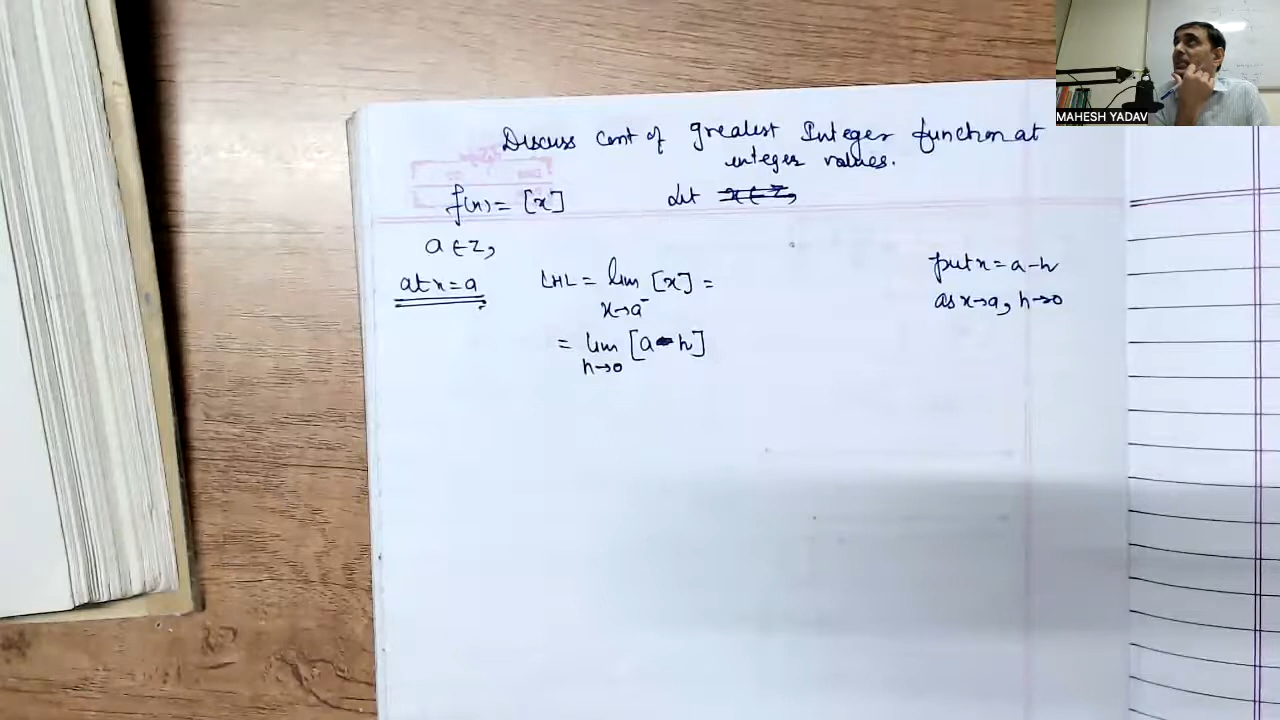 MAHESH YADAV
Discuss Cont of greatest Integer function at
integer values.
f(x) = [x] Let x ∈ Z,
a ∈ Z,
at x = a LHL = lim [x] = put x = a-h
x→a⁻ as x→a, h→0
= lim [a-h]
h→0